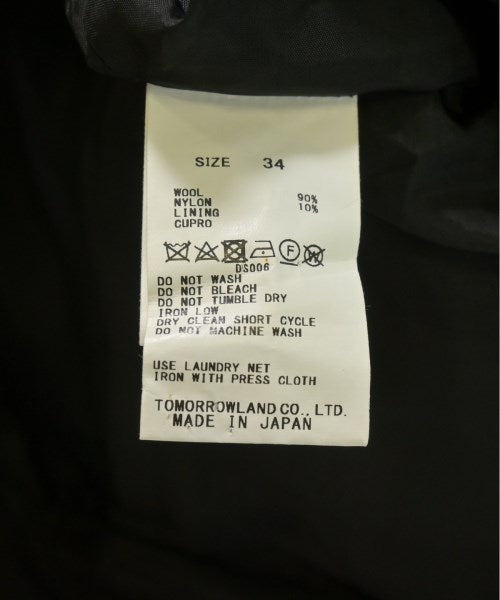 SIZE 34
WOOL 90%
NYLON 10%
LINING
CUPRO
DS006
DO NOT WASH
DO NOT BLEACH
DO NOT TUMBLE DRY
IRON LOW
DRY CLEAN SHORT CYCLE
DO NOT MACHINE WASH
USE LAUNDRY NET
IRON WITH PRESS CLOTH
TOMORROWLAND CO., LTD.
MADE IN JAPAN